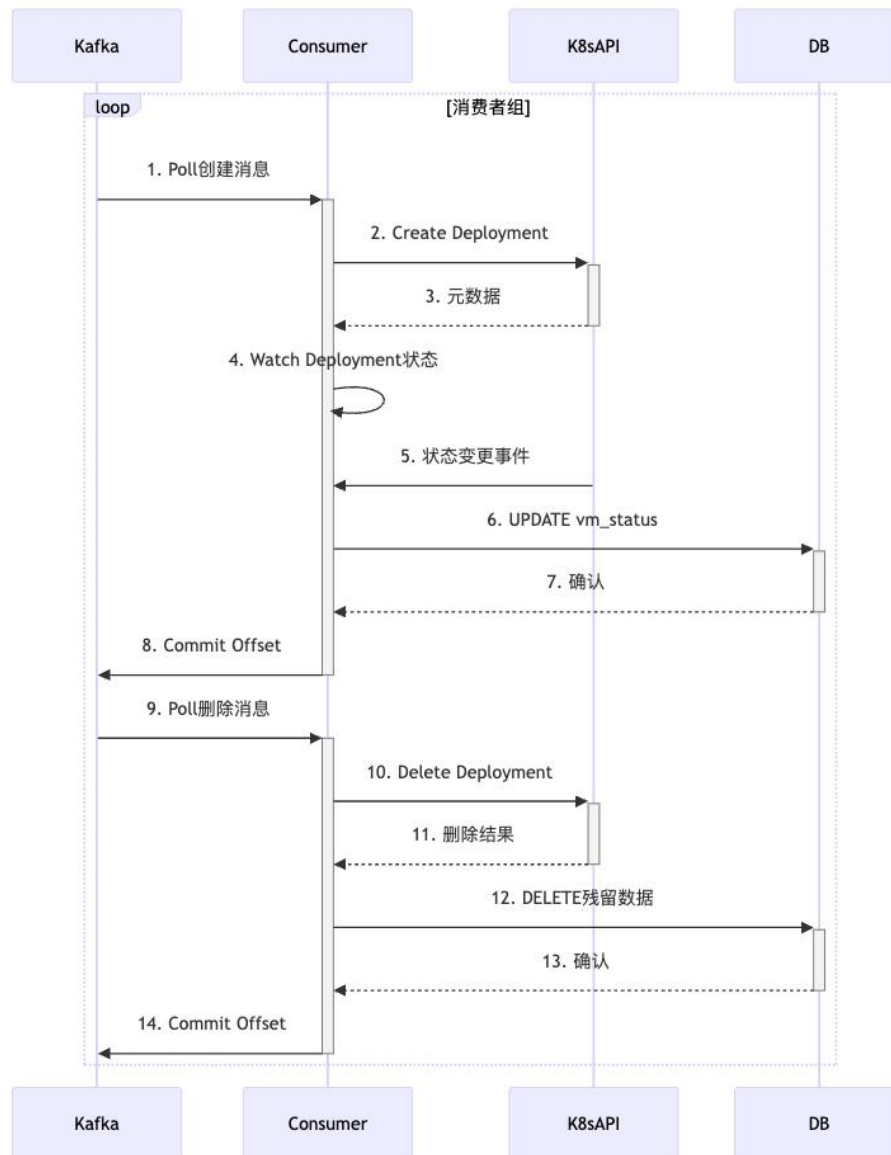 Kafka Consumer K8sAPI DB
loop [消费者组]
1. Poll创建消息
2. Create Deployment
3. 元数据
4. Watch Deployment状态
5. 状态变更事件
6. UPDATE vm_status
7. 确认
8. Commit Offset
9. Poll删除消息
10. Delete Deployment
11. 删除结果
12. DELETE残留数据
13. 确认
14. Commit Offset
Kafka Consumer K8sAPI DB